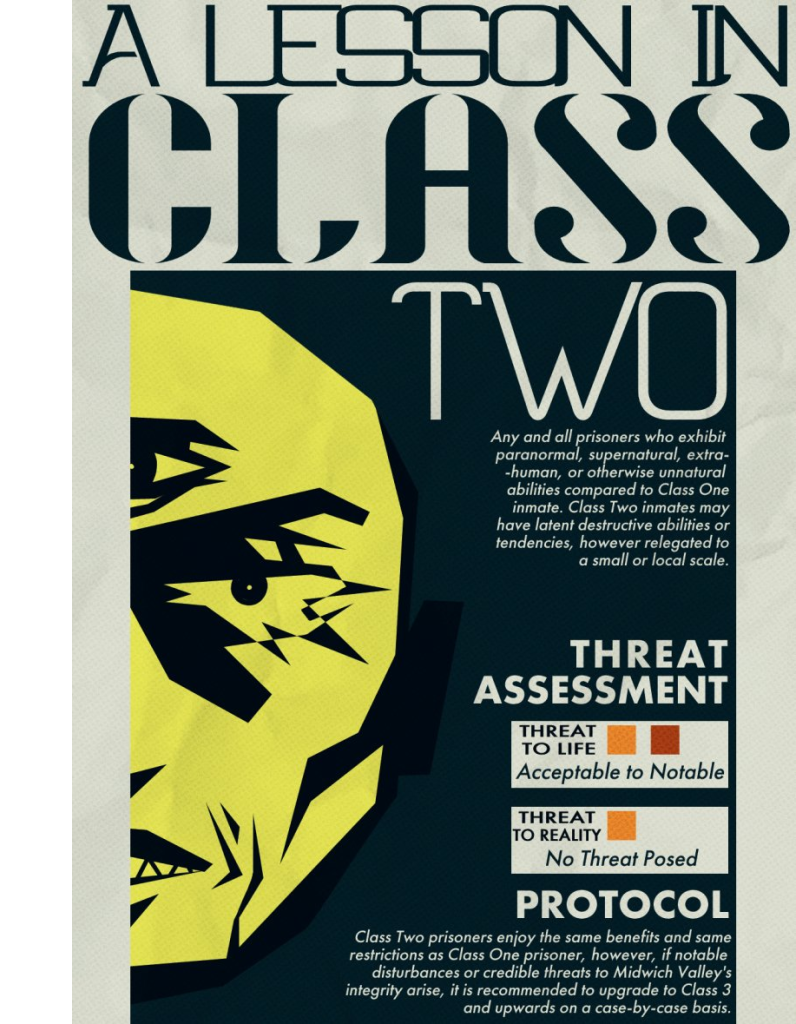 A LESSON IN
CLASS
TWO
Any and all prisoners who exhibit
paranormal, supernatural, extra-
-human, or otherwise unnatural
abilities compared to Class One
inmate. Class Two inmates may
have latent destructive abilities or
tendencies, however relegated to
a small or local scale.
THREAT
ASSESSMENT
THREAT
TO LIFE
Acceptable to Notable
THREAT
TO REALITY
No Threat Posed
PROTOCOL
Class Two prisoners enjoy the same benefits and same
restrictions as Class One prisoner, however, if notable
disturbances or credible threats to Midwich Valley's
integrity arise, it is recommended to upgrade to Class 3
and upwards on a case-by-case basis.